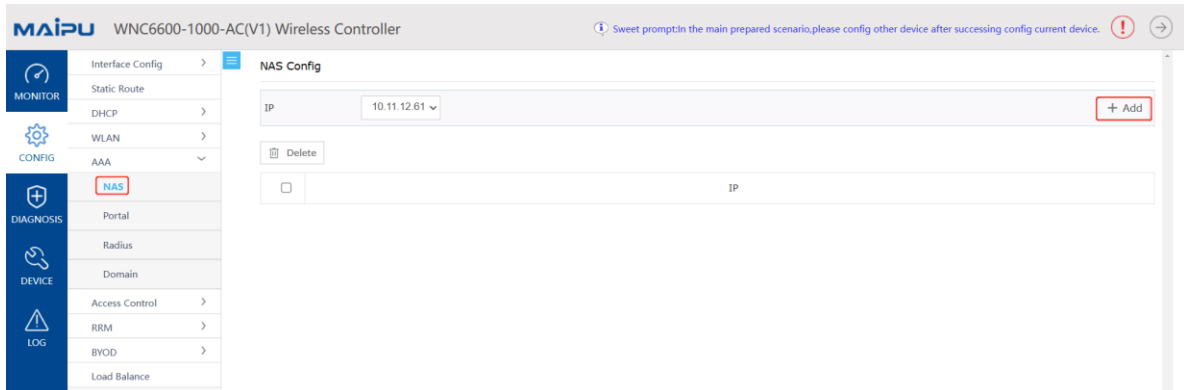 MAIPU WNC6600-1000-AC(V1) Wireless Controller
Sweet prompt:In the main prepared scenario,please config other device after successing config current device.
MONITOR
CONFIG
DIAGNOSIS
DEVICE
LOG
Interface Config
Static Route
DHCP
WLAN
AAA
NAS
Portal
Radius
Domain
Access Control
RRM
BYOD
Load Balance
NAS Config
IP 10.11.12.61 + Add
Delete
IP